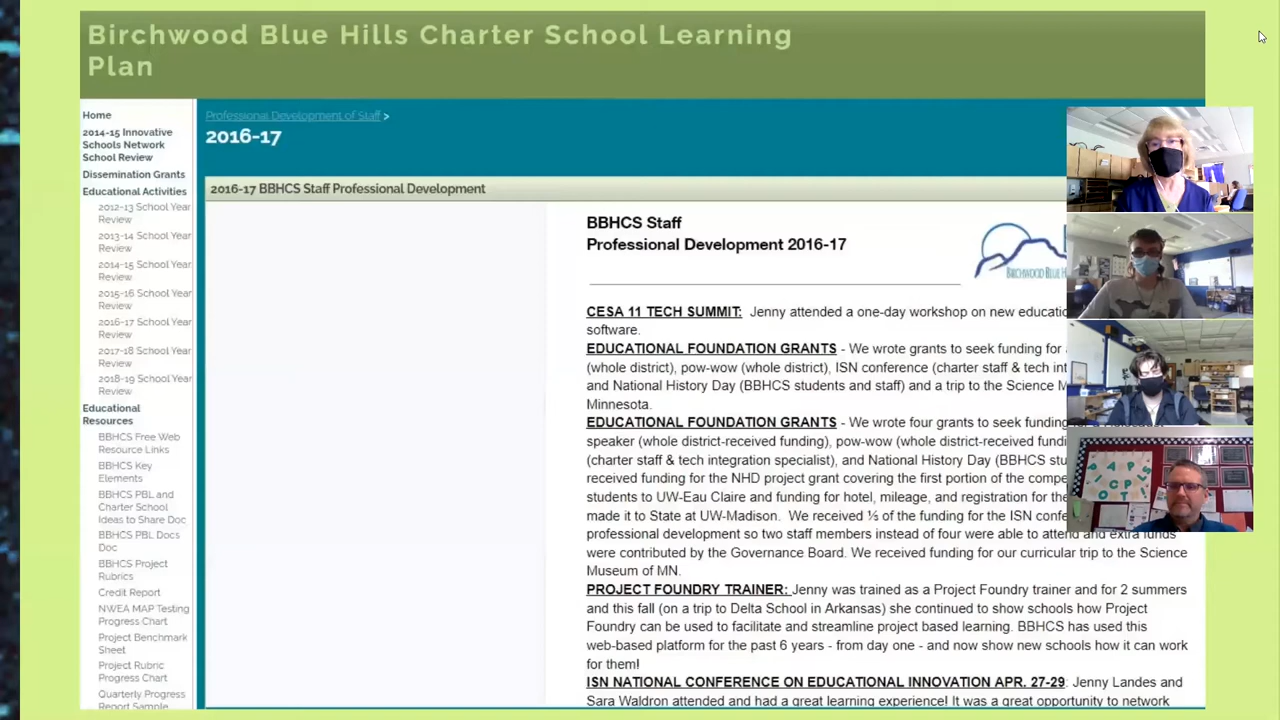 Birchwood Blue Hills Charter School Learning
Plan
Home
2014-15 Innovative
Schools Network
School Review
Dissemination Grants
Educational Activities
2012-13 School Year
Review
2013-14 School Year
Review
2014-15 School Year
Review
2015-16 School Year
Review
2016-17 School Year
Review
2017-18 School Year
Review
2018-19 School Year
Review
Educational
Resources
BBHCS Free Web
Resource Links
BBHCS Key
Elements
BBHCS PBL and
Charter School
Ideas to Share Doc
BBHCS PBL Docs
Doc
BBHCS Project
Rubrics
Credit Report
NWEA MAP Testing
Progress Chart
Project Benchmark
Sheet
Project Rubric
Progress Chart
Quarterly Progress
Report Sample
Professional Development of Staff >
2016-17
2016-17 BBHCS Staff Professional Development
BBHCS Staff
Professional Development 2016-17
BIRCHWOOD BLUE
CESA 11 TECH SUMMIT: Jenny attended a one-day workshop on new
software.
EDUCATIONAL FOUNDATION GRANTS - We wrote grants to seek funding for
(whole district), pow-wow (whole district), ISN conference (charter staff & tech
and National History Day (BBHCS students and staff) and a trip to the Science
Minnesota.
EDUCATIONAL FOUNDATION GRANTS - We wrote four grants to seek funding
speaker (whole district-received funding), pow-wow (whole district-received
(charter staff & tech integration specialist), and National History Day (BBHCS
received funding for the NHD project grant covering the first portion of the
students to UW-Eau Claire and funding for hotel, mileage, and registration for
made it to State at UW-Madison. We received ⅓ of the funding for the ISN
professional development so two staff members instead of four were able to attend and extra funds
were contributed by the Governance Board. We received funding for our curricular trip to the Science
Museum of MN.
PROJECT FOUNDRY TRAINER: Jenny was trained as a Project Foundry trainer and for 2 summers
and this fall (on a trip to Delta School in Arkansas) she continued to show schools how Project
Foundry can be used to facilitate and streamline project based learning. BBHCS has used this
web-based platform for the past 6 years - from day one - and now show new schools how it can work
for them!
ISN NATIONAL CONFERENCE ON EDUCATIONAL INNOVATION APR. 27-29: Jenny Landes and
Sara Waldron attended and had a great learning experience! It was a great opportunity to network